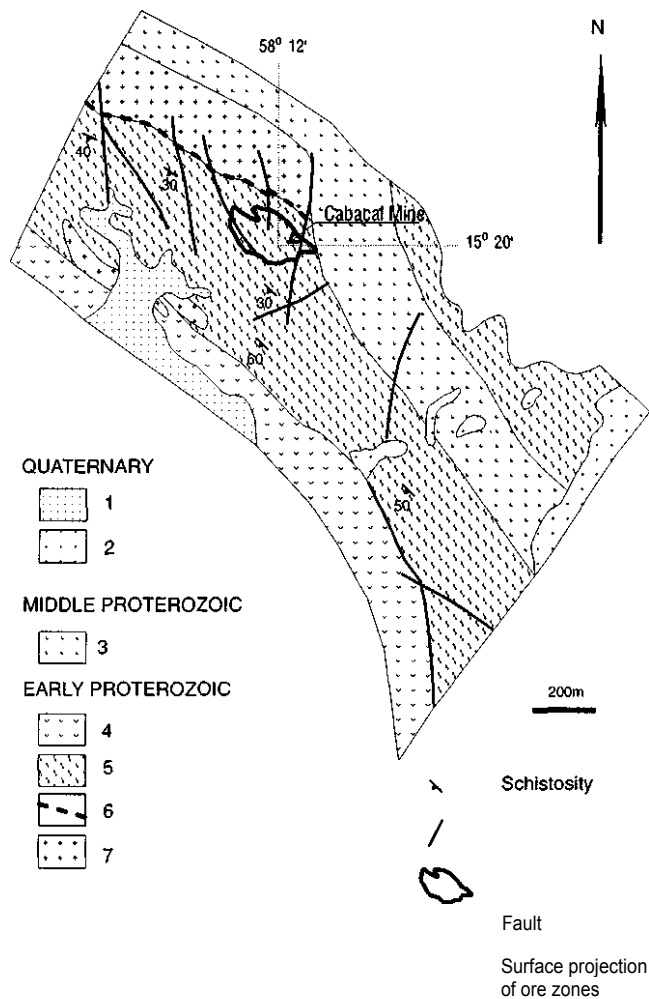 N
58° 12'
Cabaçal Mine
15° 20'
40
30
30
60
50
QUATERNARY
1
2
MIDDLE PROTEROZOIC
3
EARLY PROTEROZOIC
4
5
6
7
200m
Schistosity
Fault
Surface projection
of ore zones